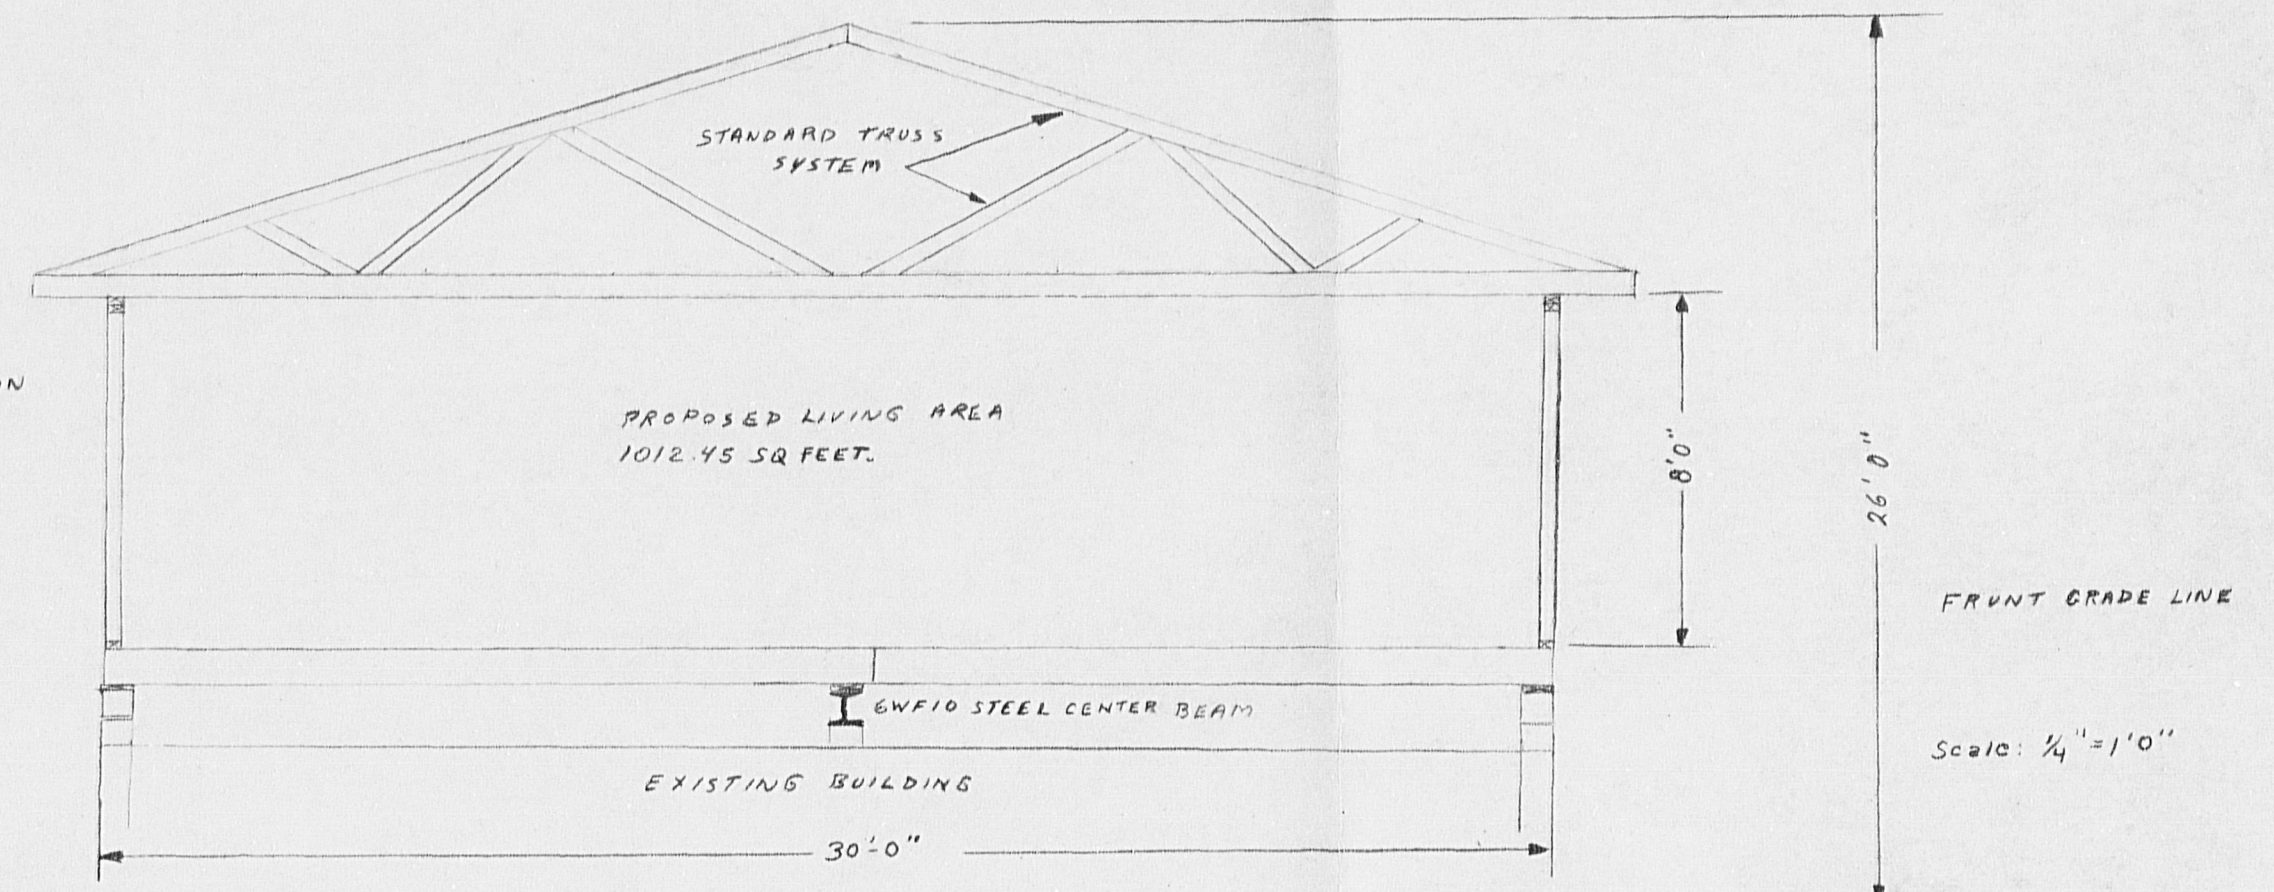 STANDARD TRUSS
SYSTEM
ON
PROPOSED LIVING AREA
1012.45 SQ FEET.
8'0"
26'0"
FRONT GRADE LINE
6WF10 STEEL CENTER BEAM
Scale: 1/4"=1'0"
EXISTING BUILDING
30'-0"